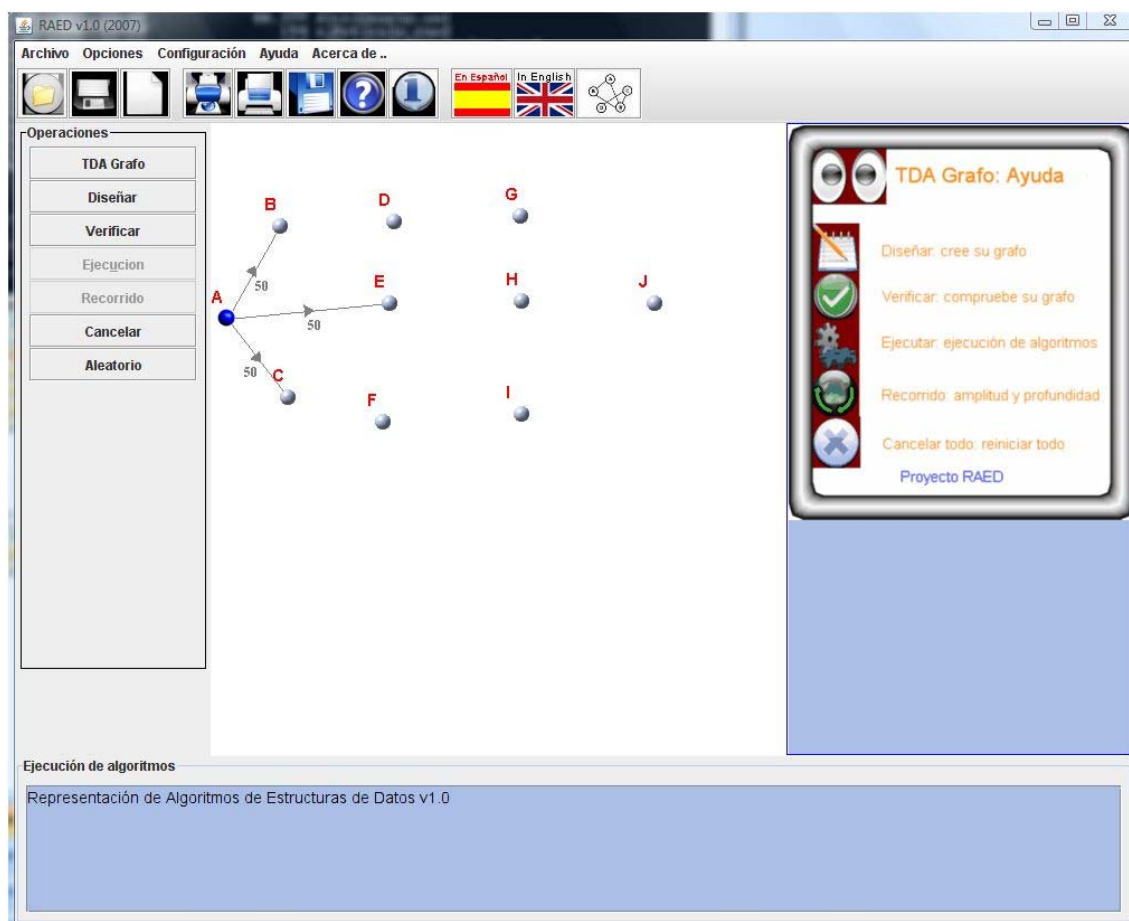 RAED v1.0 (2007)
Archivo Opciones Configuración Ayuda Acerca de ..
En Español In English
Operaciones
TDA Grafo
Diseñar
Verificar
Ejecucion
Recorrido
Cancelar
Aleatorio
B D G
50
A E H J
50
50 C
F I
TDA Grafo: Ayuda
Diseñar: cree su grafo
Verificar: compruebe su grafo
Ejecutar: ejecución de algoritmos
Recorrido: amplitud y profundidad
Cancelar todo: reiniciar todo
Proyecto RAED
Ejecución de algoritmos
Representación de Algoritmos de Estructuras de Datos v1.0